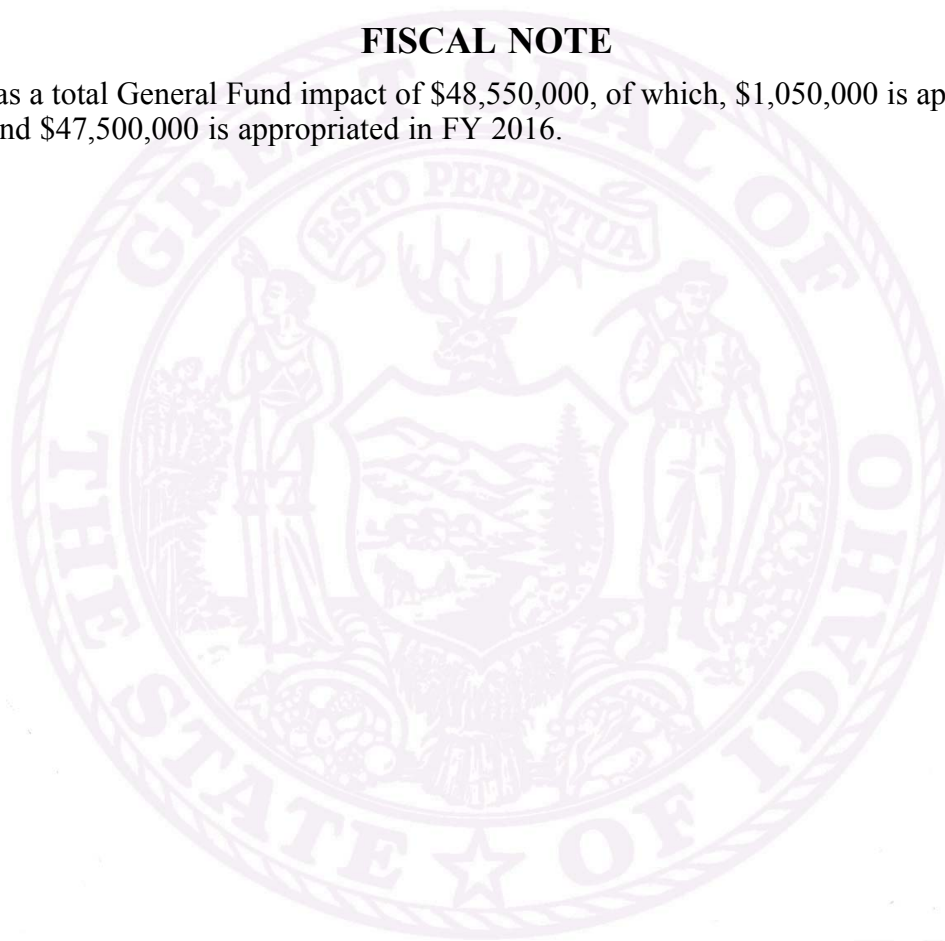 FISCAL NOTE
as a total General Fund impact of $48,550,000, of which, $1,050,000 is ap
nd $47,500,000 is appropriated in FY 2016.
GREAT SEAL OF
ESTO PERPETUA
THE STATE OF IDAHO